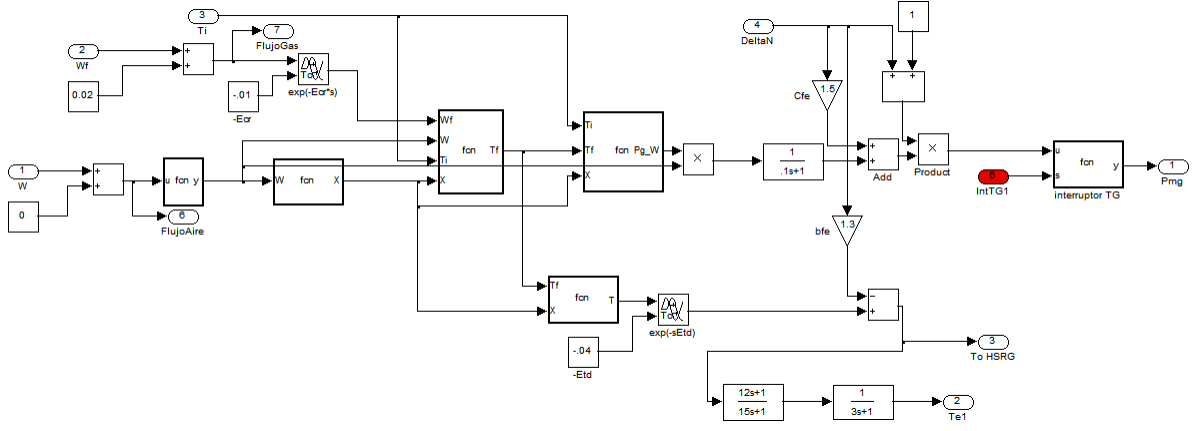 3
Ti
7
FlujoGas
2
Wf
+
+
0.02
-.01
-Ecr
To
exp(-Ecr*s)
4
DeltaN
1
1.5
Cfe
+ +
Wf
W
Ti
X
fcn
Tf
Ti
Tf
X
fcn
Pg_W
×
1
.1s+1
+
+
Add
×
Product
u
s
fcn
y
interruptor TG
6
IntTG1
1
Pmg
1
W
0
+
+
u fcn y
6
FlujoAire
W
fcn
X
1.3
bfe
Tf
X
fcn
T
To
exp(-sEtd)
-.04
-Etd
−
+
3
To HSRG
12s+1
15s+1
1
3s+1
2
Te1